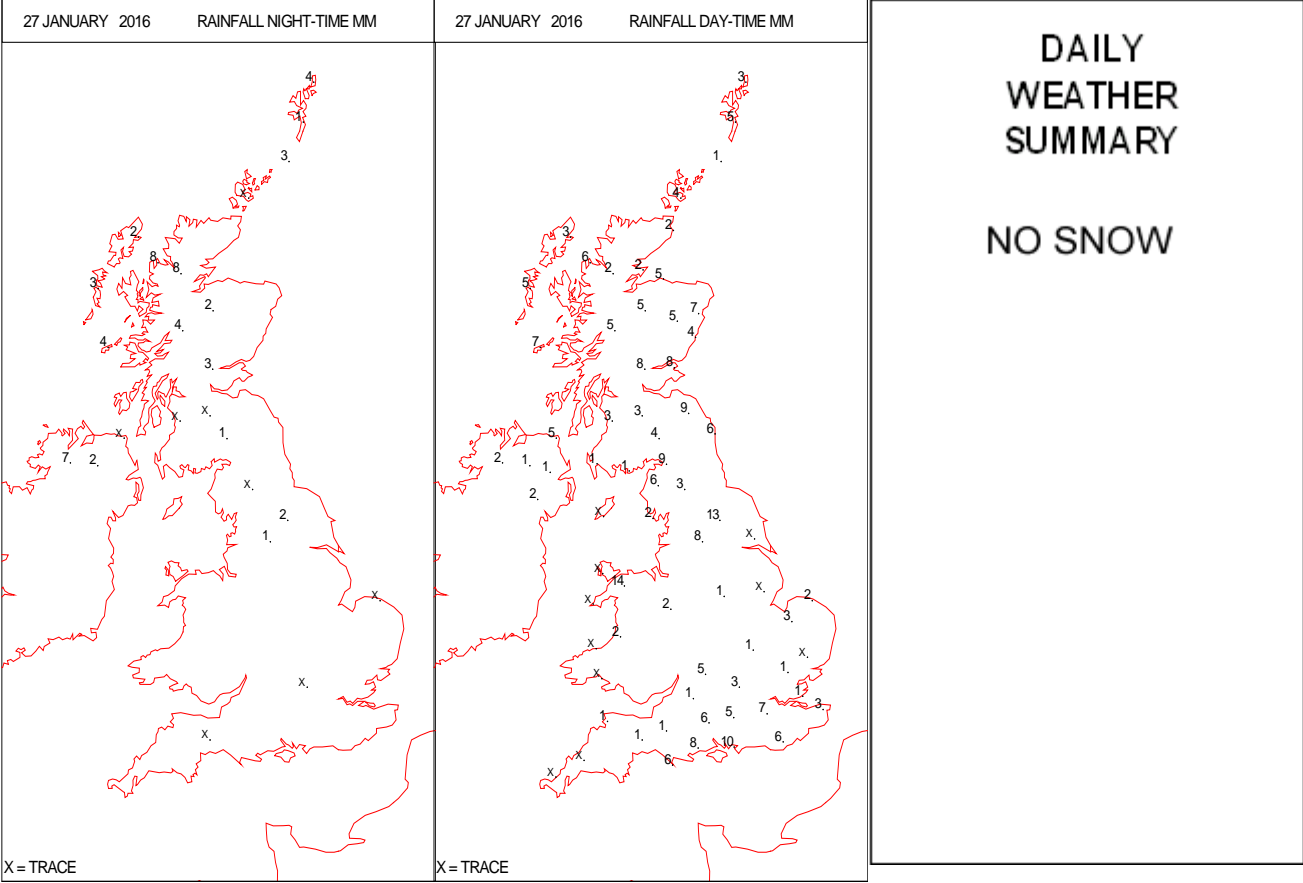 27 JANUARY 2016 RAINFALL NIGHT-TIME MM
4.
1.
3.
X.
2.
8.
8.
3.
2.
4.
4.
3.
X.
X.
X. 1.
7. 2.
X.
2.
1.
X.
X.
X.
X = TRACE
27 JANUARY 2016 RAINFALL DAY-TIME MM
3.
5.
1.
4.
2.
3.
6.
2. 2.
5.
5.
5. 7.
5.
5. 4.
7.
8. 8.
3. 3. 9.
5. 4. 6.
2. 1. 1. 1. 1. 9.
6. 3.
2.
X. 2. 13.
8. X.
X.
14. 1. X.
X. 2. 2.
3.
2.
X. 1. X.
X. 5. 1.
3.
1. 1.
3.
1. 6. 5. 7.
1. 1. 6.
8. 10.
X. 6.
X.
X = TRACE
DAILY
WEATHER
SUMMARY
NO SNOW